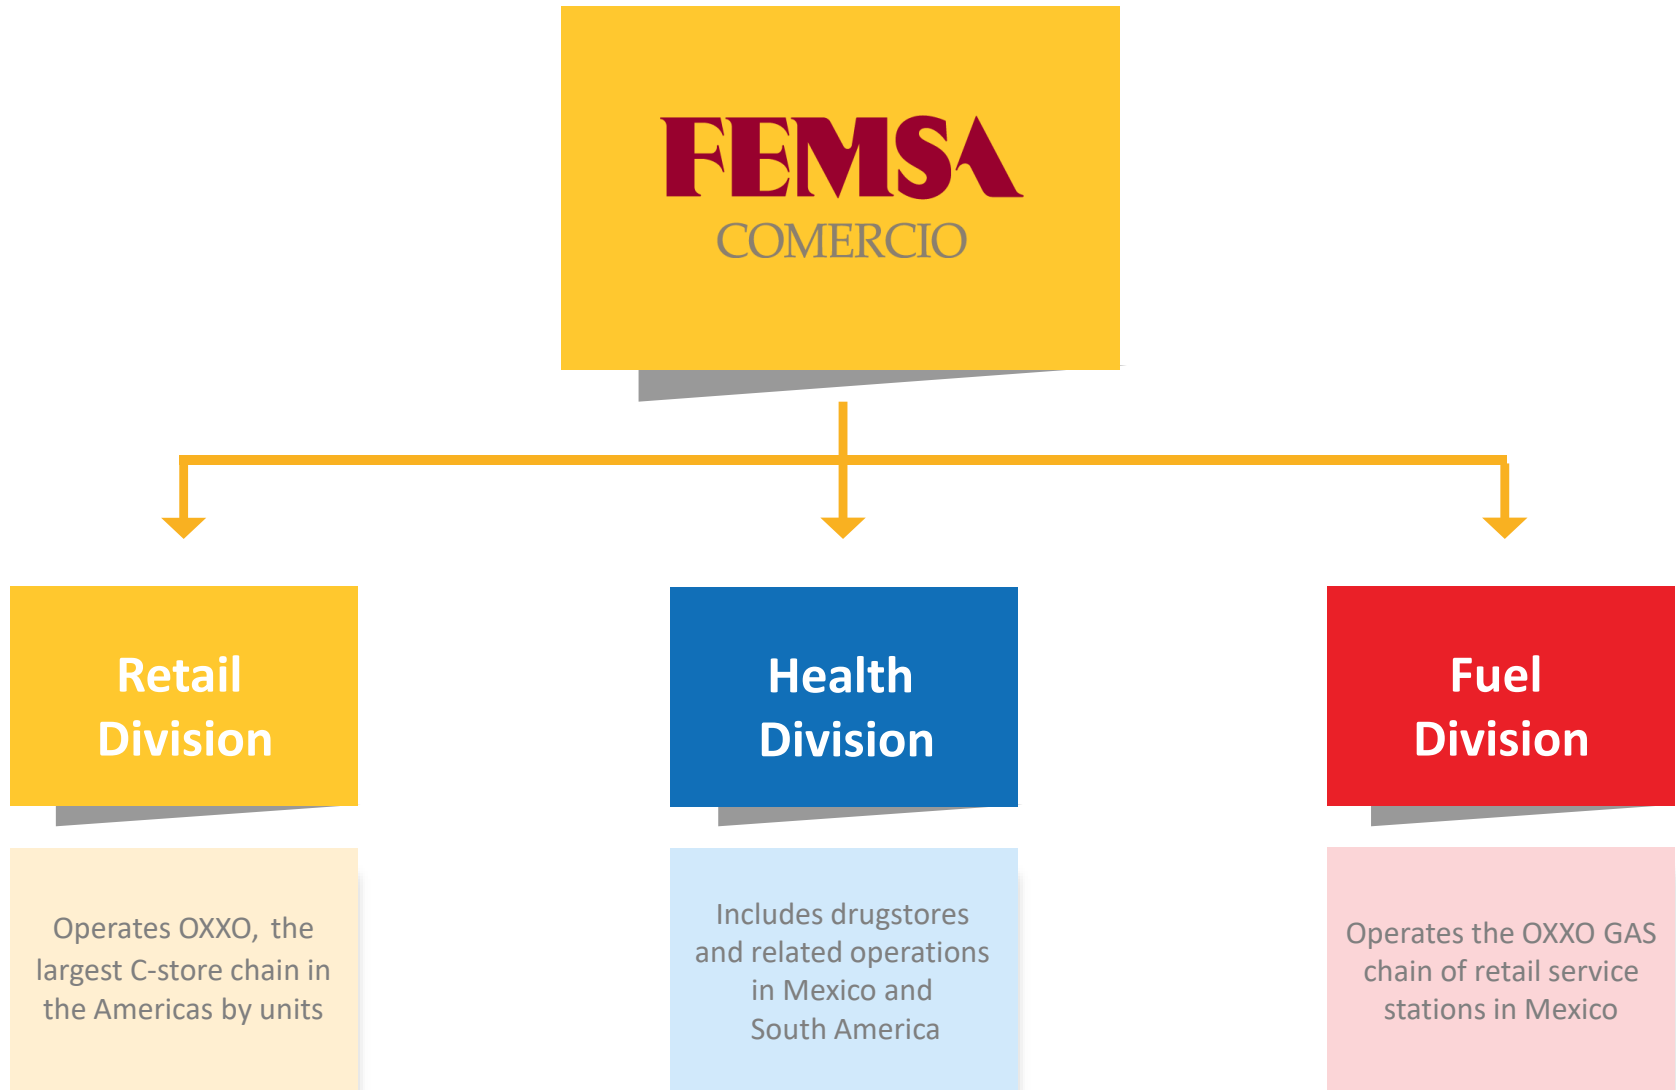 FEMSA
COMERCIO
Retail
Division
Operates OXXO, the
largest C-store chain in
the Americas by units
Health
Division
Includes drugstores
and related operations
in Mexico and
South America
Fuel
Division
Operates the OXXO GAS
chain of retail service
stations in Mexico